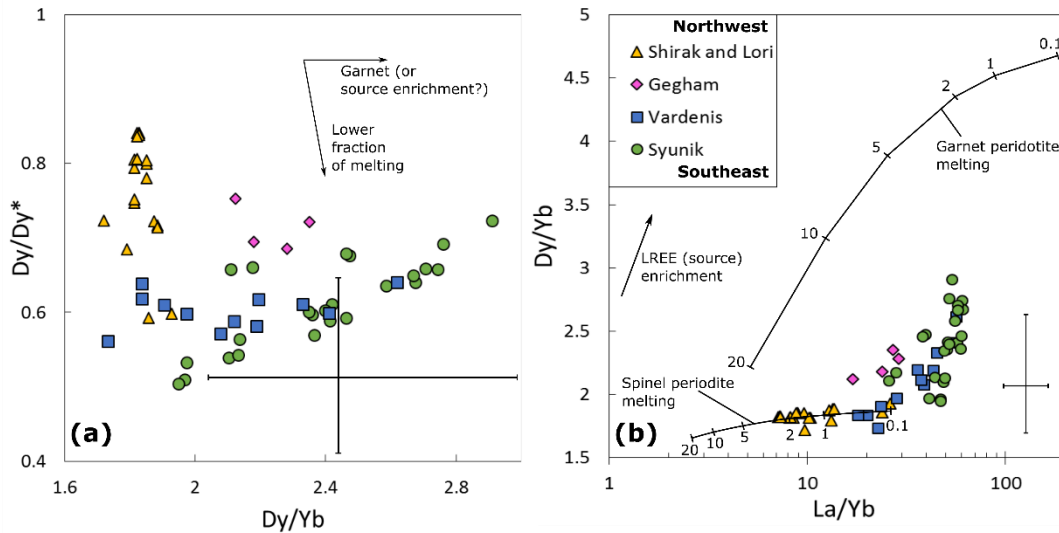 1
0.8
0.6
0.4
Dy/Dy*
Garnet (or
source enrichment?)
Lower
fraction
of melting
(a)
1.6
2
2.4
2.8
Dy/Yb
5
4.5
4
3.5
3
2.5
2
1.5
Dy/Yb
Northwest
Shirak and Lori
Gegham
Vardenis
Syunik
Southeast
0.1
1
2
5
10
20
Garnet peridotite
melting
LREE (source)
enrichment
Spinel periodite
melting
20
10
5
2
1
0.1
(b)
1
10
100
La/Yb